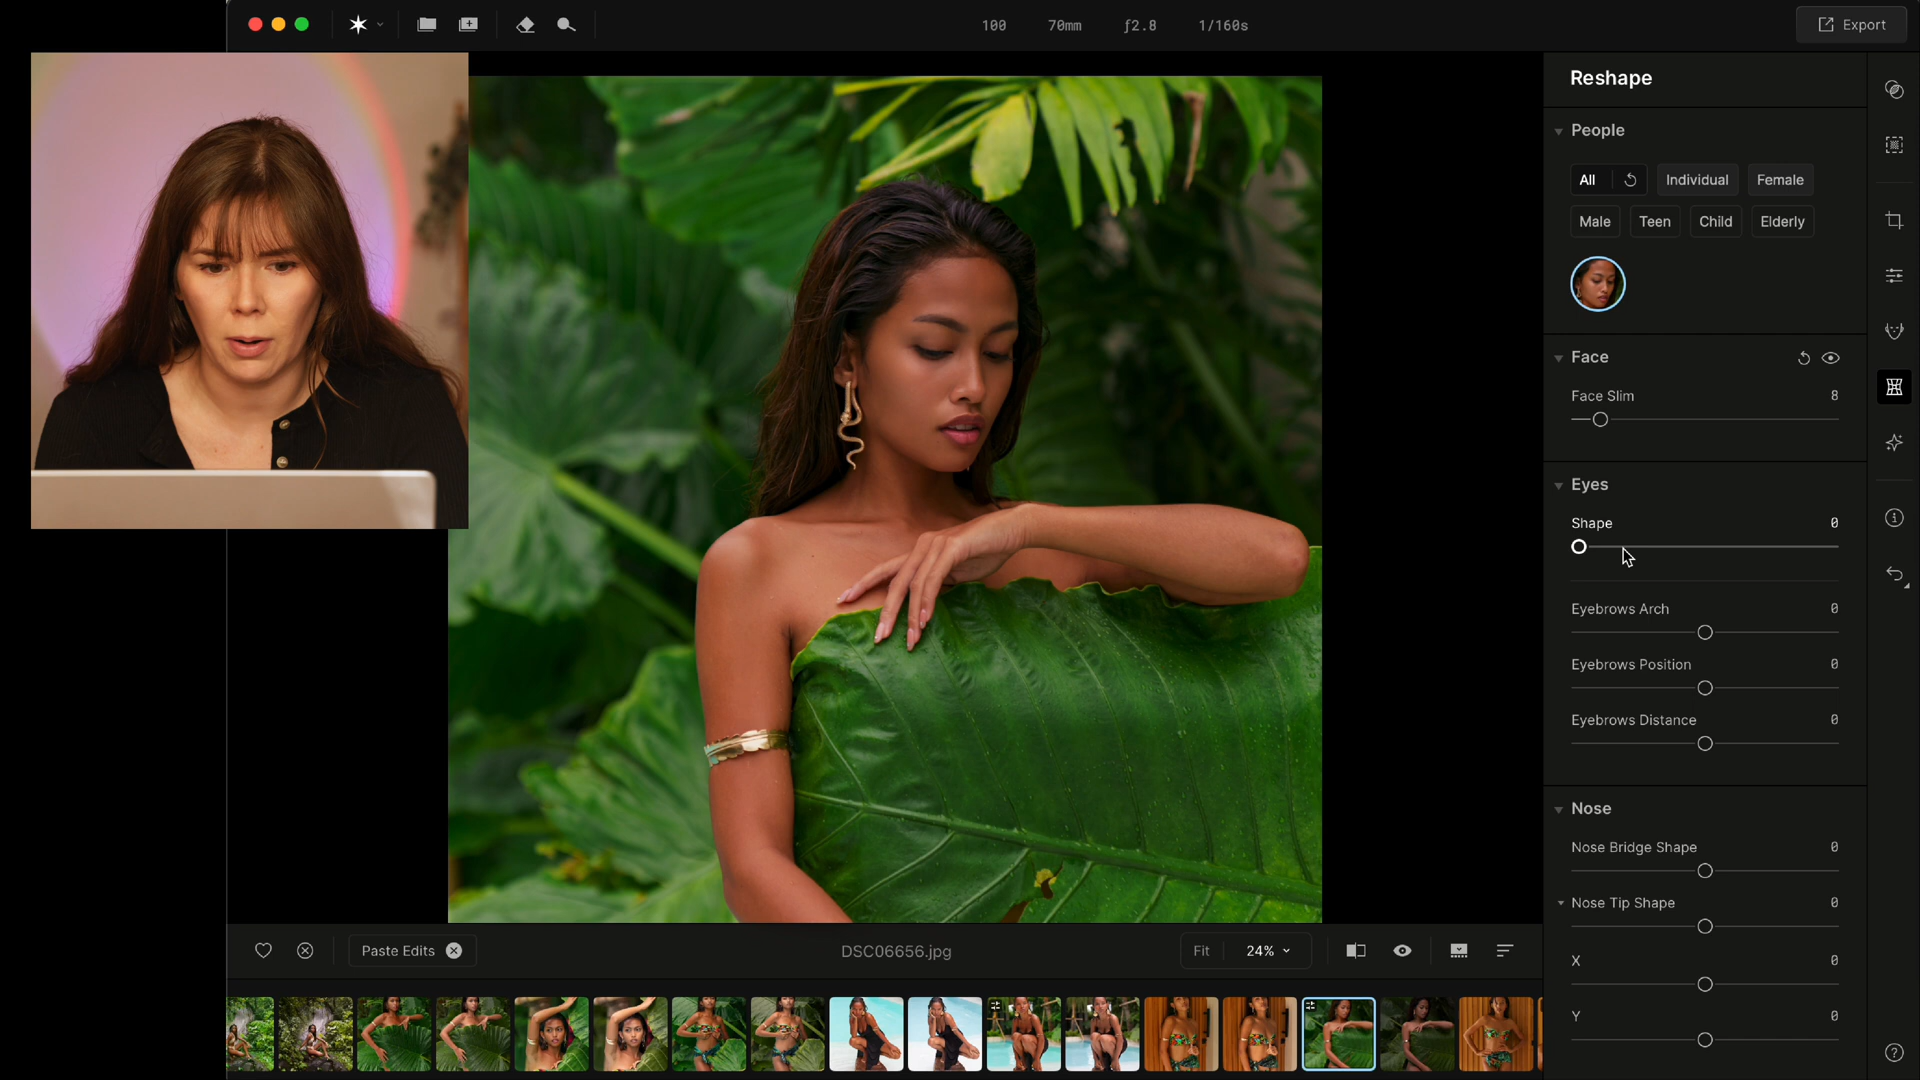 100 70mm ƒ2.8 1/160s
Export
Reshape
People
All Individual Female
Male Teen Child Elderly
Face
Face Slim 8
Eyes
Shape 0
Eyebrows Arch 0
Eyebrows Position 0
Eyebrows Distance 0
Nose
Nose Bridge Shape 0
Nose Tip Shape 0
X 0
Y 0
Paste Edits
DSC06656.jpg
Fit 24%